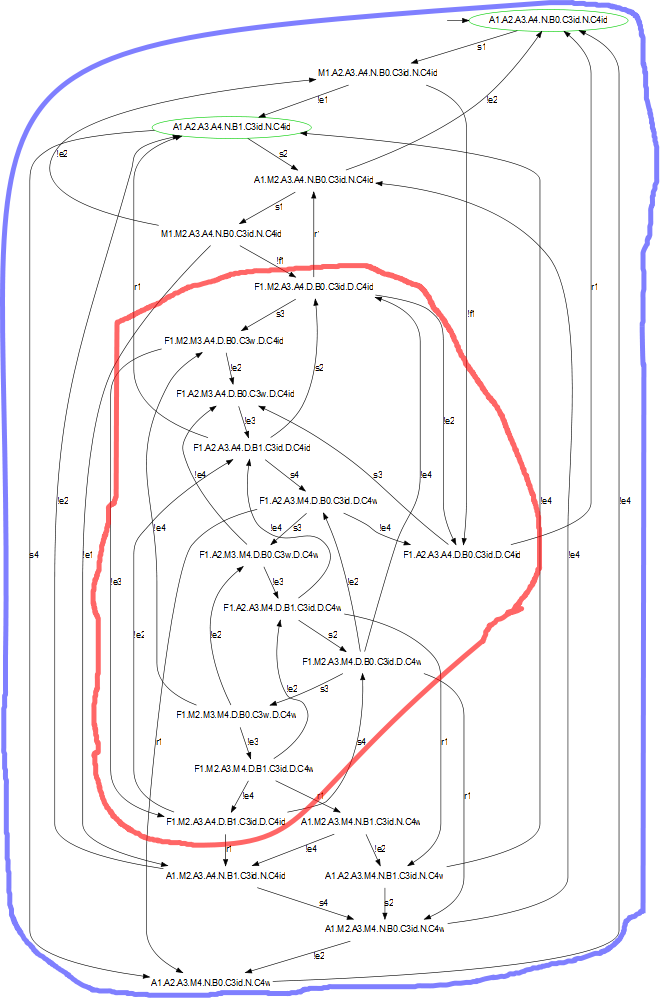 A1.A2.A3.A4.N.B0.C3id.N.C4id
s1
M1.A2.A3.A4.N.B0.C3id.N.C4id
!e1
!e2
A1.A2.A3.A4.N.B1.C3id.N.C4id
!e2
s2
A1.M2.A3.A4.N.B0.C3id.N.C4id
s1
M1.M2.A3.A4.N.B0.C3id.N.C4id
r1
!f1
F1.M2.A3.A4.D.B0.C3id.D.C4id
r1
r1
s3
!f1
F1.M2.M3.A4.D.B0.C3w.D.C4id
!e2
s2
F1.A2.M3.A4.D.B0.C3w.D.C4id
!e3
!e2
F1.A2.A3.A4.D.B1.C3id.D.C4id
!e4
s4
!e4
s3
F1.A2.A3.M4.D.B0.C3id.D.C4w
!e2
!e4
!e4
!e4
s3
!e4
F1.A2.M3.M4.D.B0.C3w.D.C4w
F1.A2.A3.A4.D.B0.C3id.D.C4id
s4
!e1
!e4
!e3
!e3
!e2
F1.A2.A3.M4.D.B1.C3id.D.C4w
!e2
!e2
s2
F1.M2.A3.M4.D.B0.C3id.D.C4w
!e2
s3
F1.M2.M3.M4.D.B0.C3w.D.C4w
r1
!e3
s4
r1
F1.M2.A3.M4.D.B1.C3id.D.C4w
!e4
r1
r1
F1.M2.A3.A4.D.B1.C3id.D.C4id
A1.M2.A3.M4.N.B1.C3id.N.C4w
r1
!e4
!e2
A1.M2.A3.A4.N.B1.C3id.N.C4id
A1.A2.A3.M4.N.B1.C3id.N.C4w
s4
s2
A1.M2.A3.M4.N.B0.C3id.N.C4w
!e2
A1.A2.A3.M4.N.B0.C3id.N.C4w